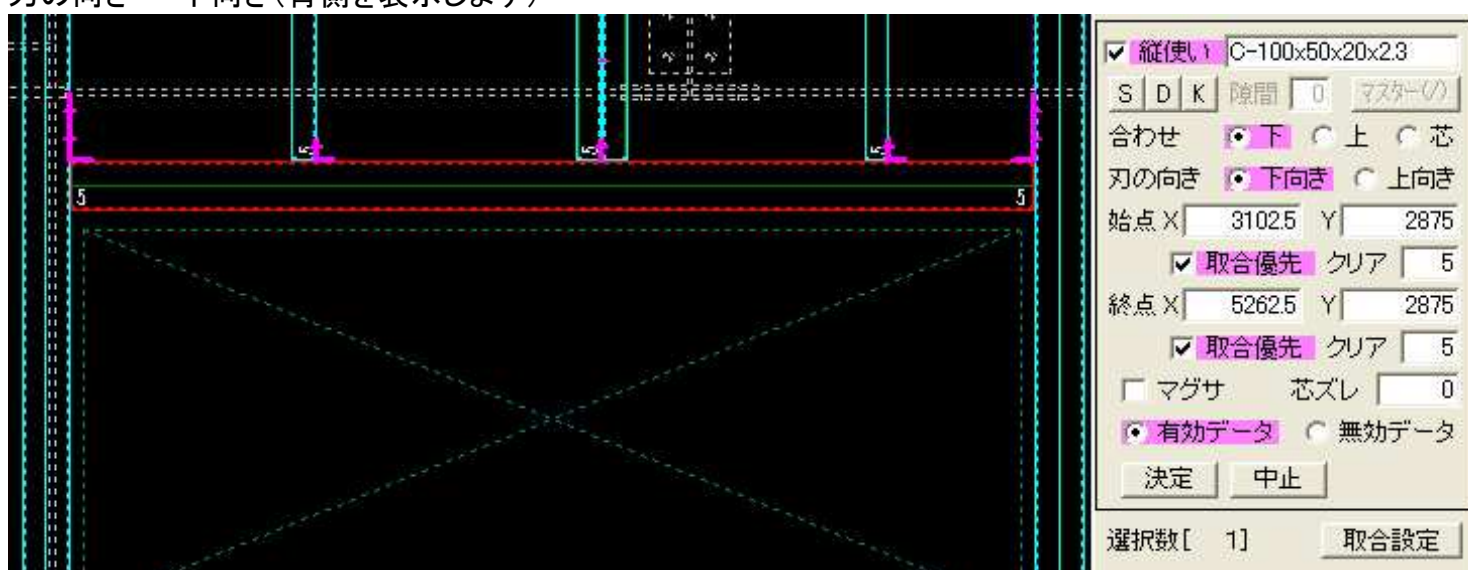 刃の向き
下向き(背側を表示します)
縦使い C-100x50x20x2.3
S D K 隙間 0 マスター(/)
合わせ 下 上 芯
刃の向き 下向き 上向き
始点 X 3102.5 Y 2875
取合優先 クリア 5
終点 X 5262.5 Y 2875
取合優先 クリア 5
マグサ 芯ズレ 0
有効データ 無効データ
決定 中止
選択数[ 1] 取合設定
5 5 5
5 5